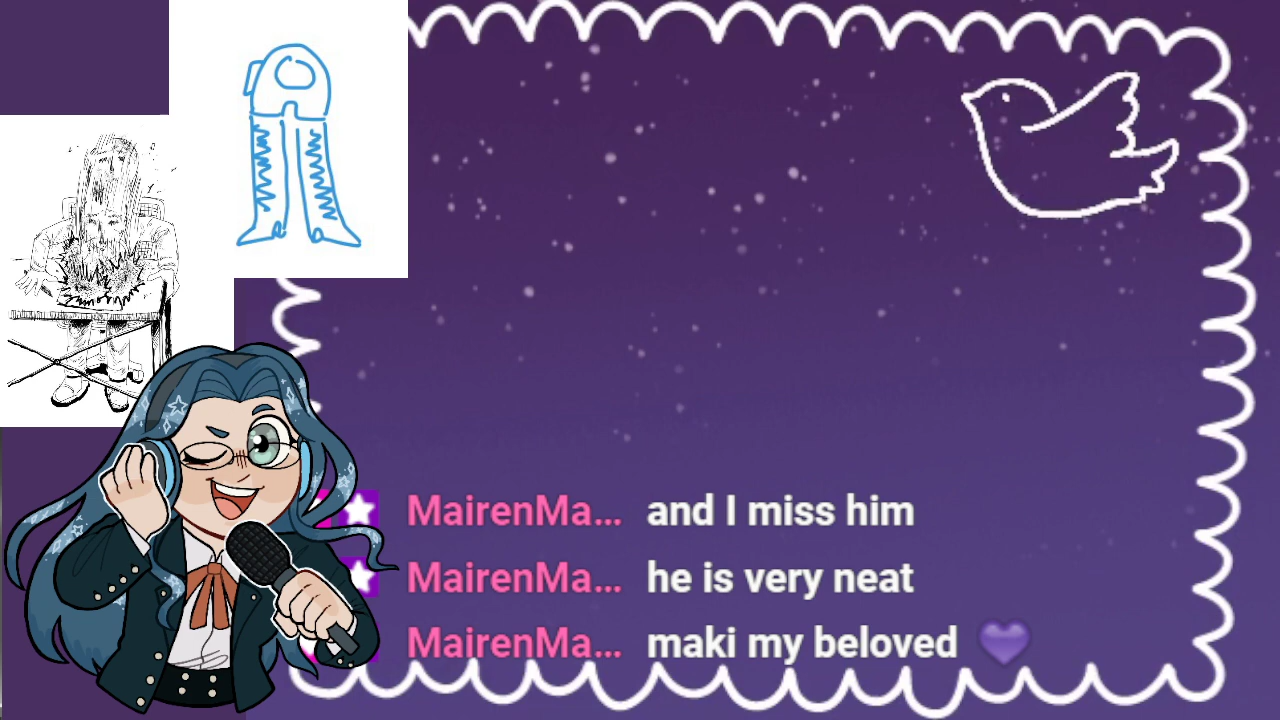 MairenMa... and I miss him
MairenMa... he is very neat
MairenMa... maki my beloved 💜